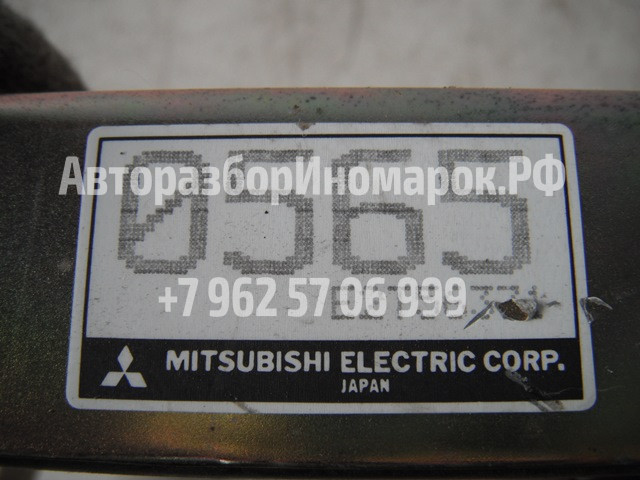 0565
АвторазборИномарок.РФ
+7 962 57 06 999
MITSUBISHI ELECTRIC CORP.
JAPAN